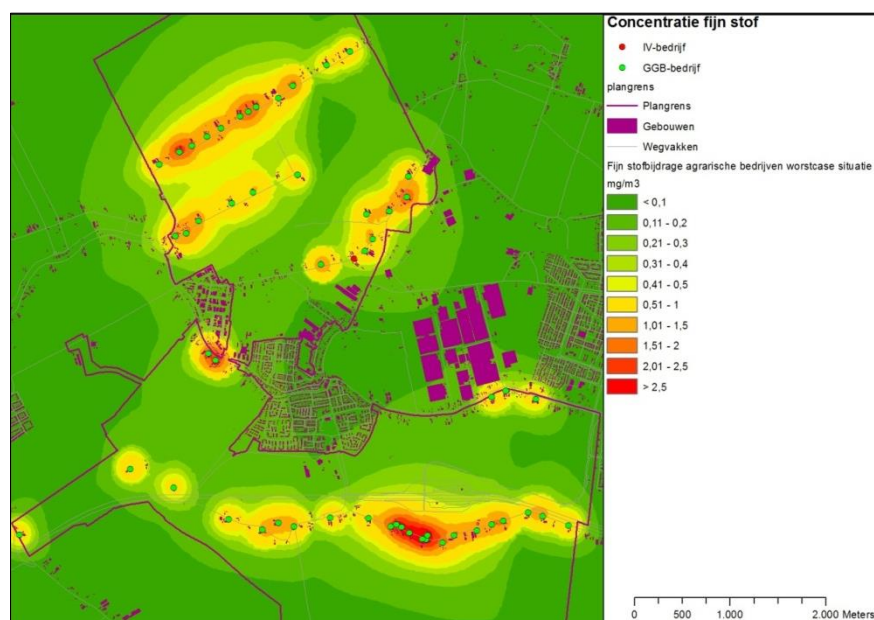 Concentratie fijn stof
IV-bedrijf
GGB-bedrijf
plangrens
Plangrens
Gebouwen
Wegvakken
Fijn stofbijdrage agrarische bedrijven worstcase situatie
mg/m3
< 0,1
0,11 - 0,2
0,21 - 0,3
0,31 - 0,4
0,41 - 0,5
0,51 - 1
1,01 - 1,5
1,51 - 2
2,01 - 2,5
> 2,5
0 500 1.000 2.000 Meters